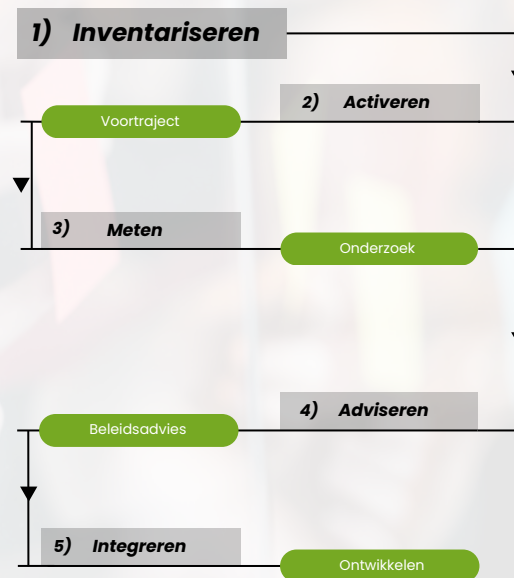 1) Inventariseren
2) Activeren
Voortraject
3) Meten
Onderzoek
4) Adviseren
Beleidsadvies
5) Integreren
Ontwikkelen